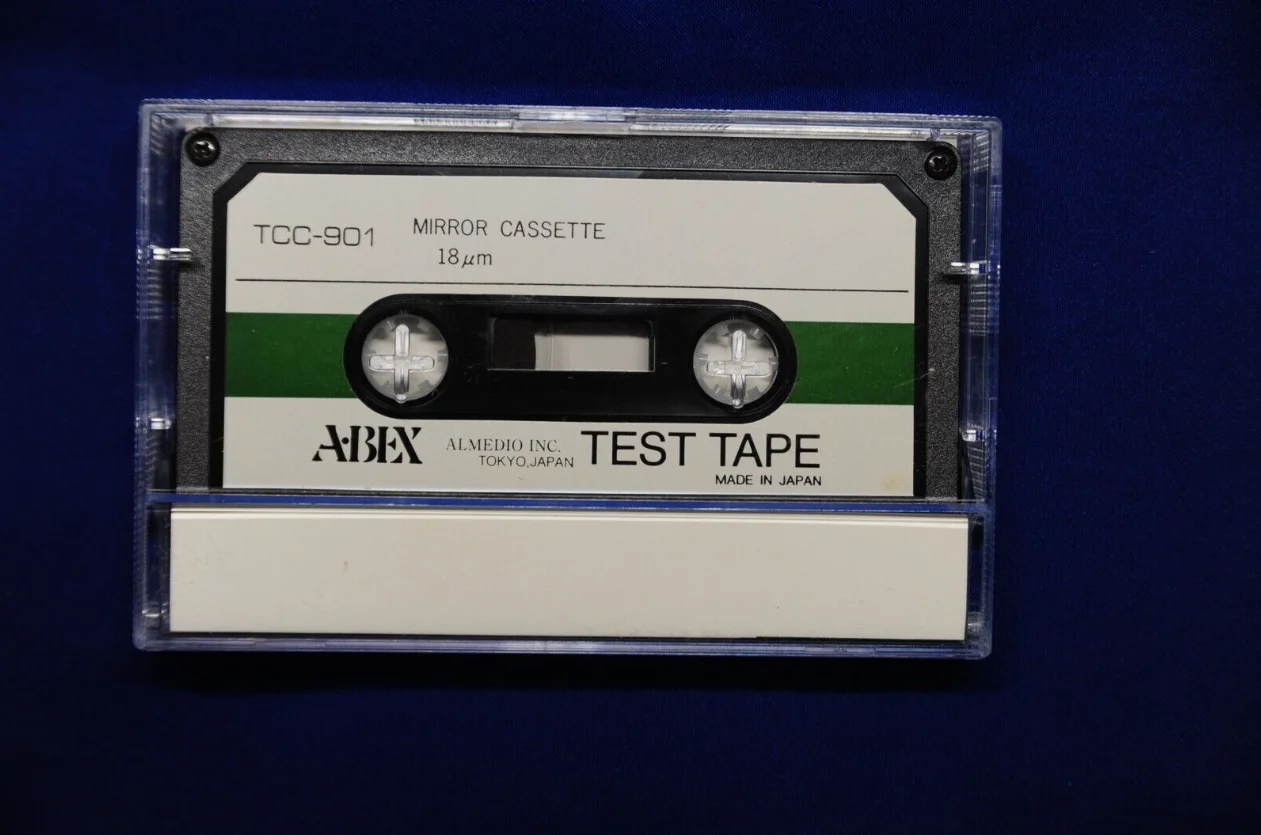 TCC-901 MIRROR CASSETTE
18μm
A·BEX ALMEDIO INC. TEST TAPE
TOKYO,JAPAN
MADE IN JAPAN